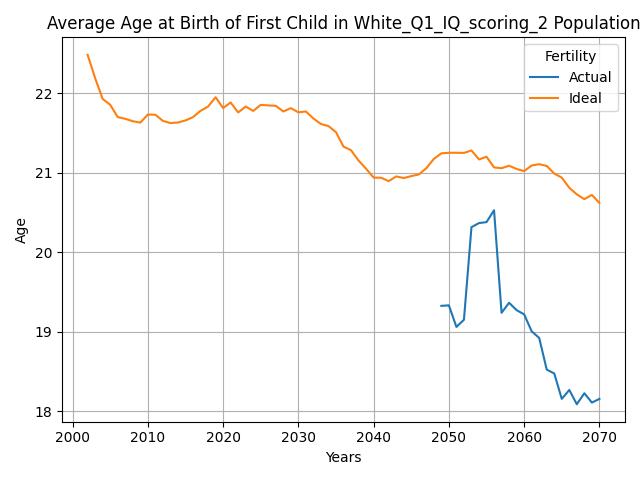 Average Age at Birth of First Child in White_Q1_IQ_scoring_2 Population
Fertility
Actual
Ideal
22
21
20
19
18
Age
2000 2010 2020 2030 2040 2050 2060 2070
Years